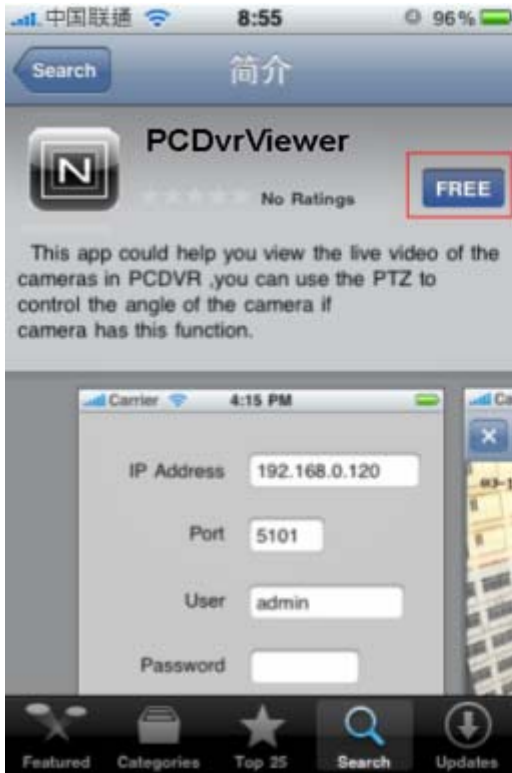 中国联通 8:55 96%
Search 简介
PCDvrViewer
N
No Ratings
FREE
This app could help you view the live video of the
cameras in PCDVR ,you can use the PTZ to
control the angle of the camera if
camera has this function.
Carrier 4:15 PM
IP Address 192.168.0.120
Port 5101
User admin
Password
Featured Categories Top 25 Search Updates